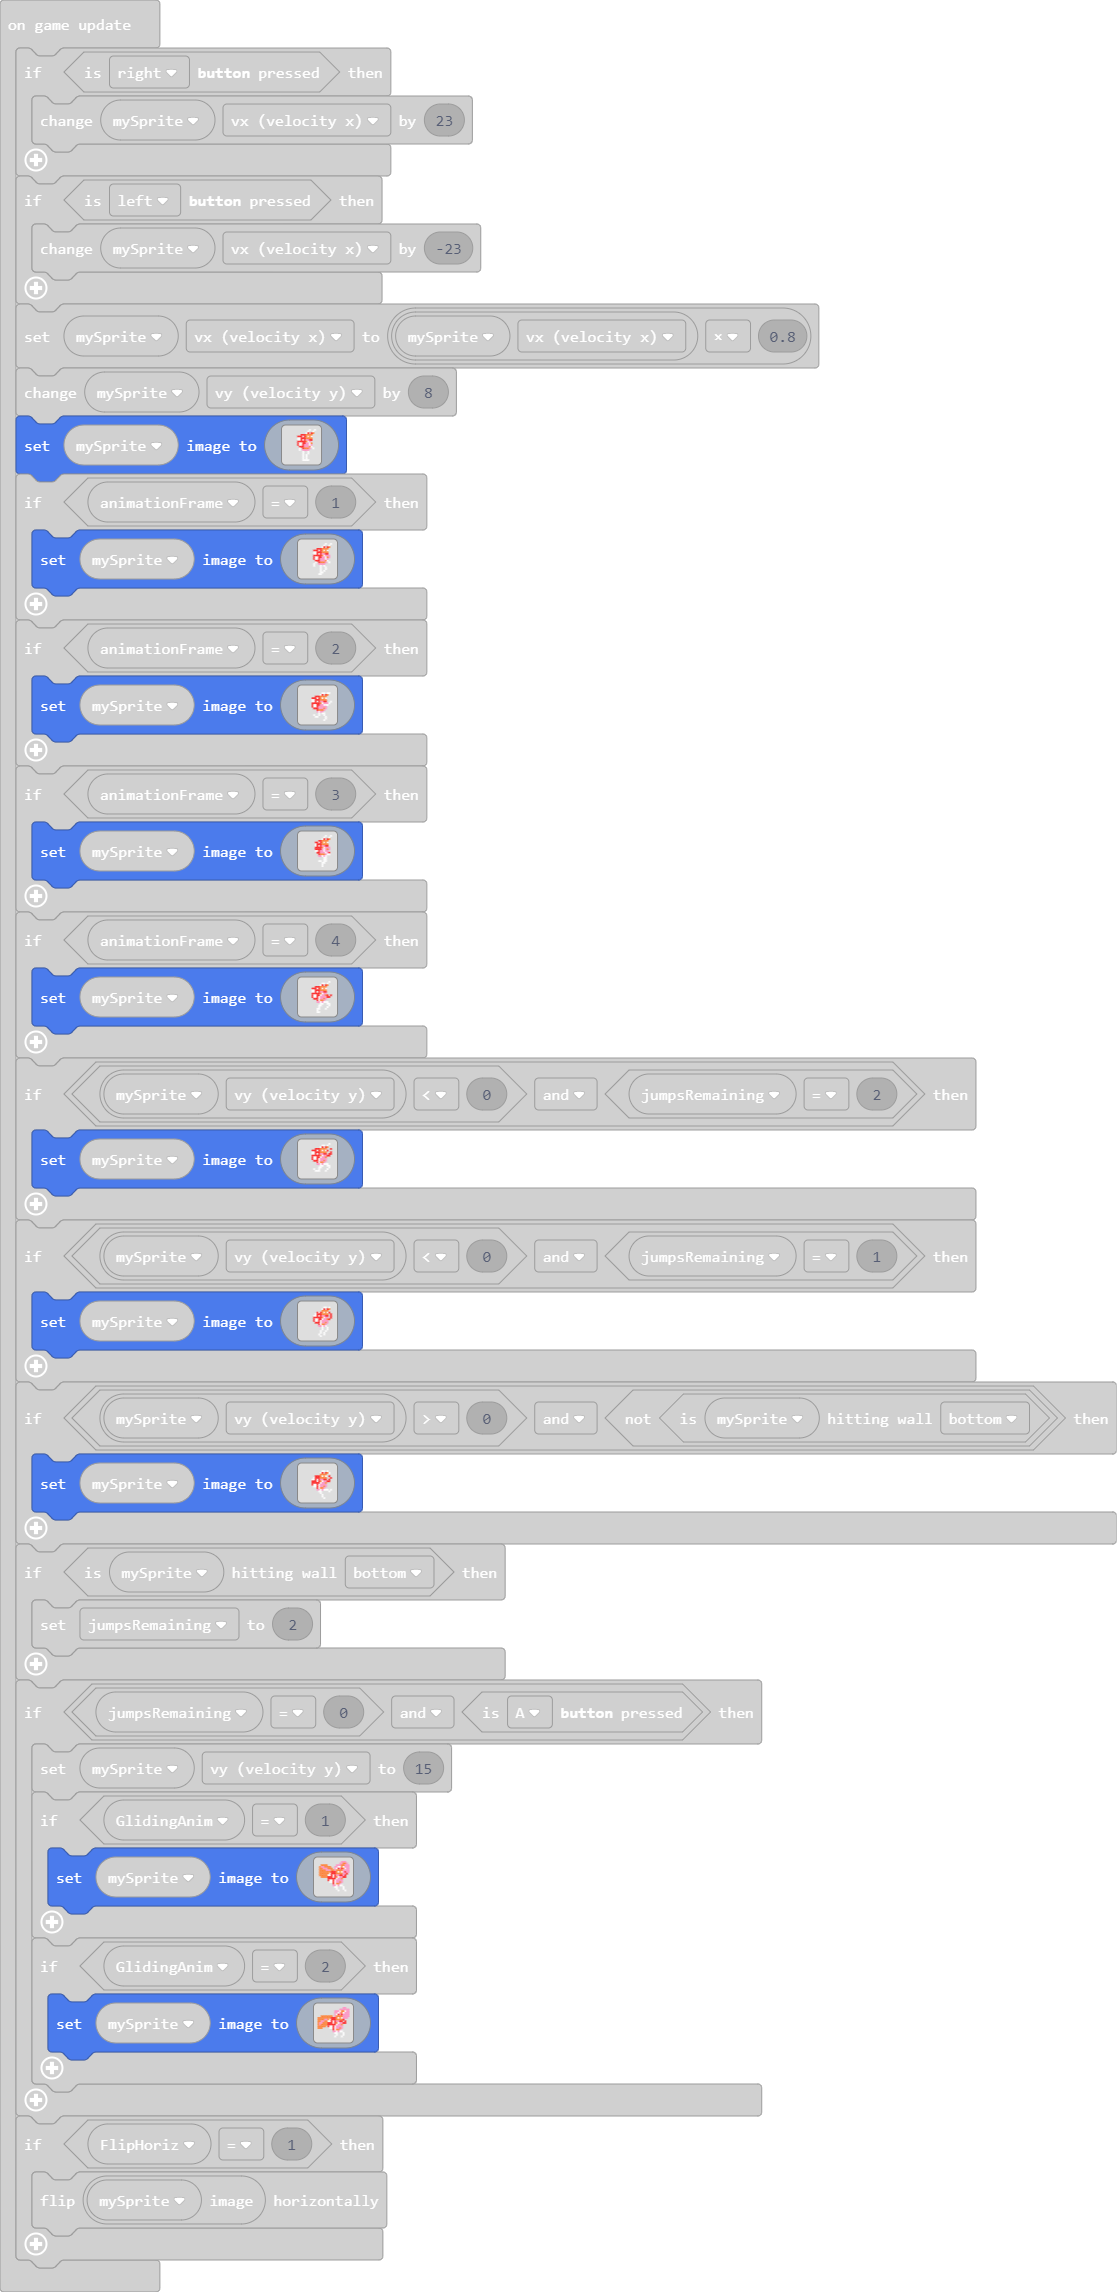 on game update
if is right button pressed then
change mySprite vx (velocity x) by 23
if is left button pressed then
change mySprite vx (velocity x) by -23
set mySprite vx (velocity x) to mySprite vx (velocity x) × 0.8
change mySprite vy (velocity y) by 8
set mySprite image to
if animationFrame = 1 then
set mySprite image to
if animationFrame = 2 then
set mySprite image to
if animationFrame = 3 then
set mySprite image to
if animationFrame = 4 then
set mySprite image to
if mySprite vy (velocity y) < 0 and jumpsRemaining = 2 then
set mySprite image to
if mySprite vy (velocity y) < 0 and jumpsRemaining = 1 then
set mySprite image to
if mySprite vy (velocity y) > 0 and not is mySprite hitting wall bottom then
set mySprite image to
if is mySprite hitting wall bottom then
set jumpsRemaining to 2
if jumpsRemaining = 0 and is A button pressed then
set mySprite vy (velocity y) to 15
if GlidingAnim = 1 then
set mySprite image to
if GlidingAnim = 2 then
set mySprite image to
if FlipHoriz = 1 then
flip mySprite image horizontally